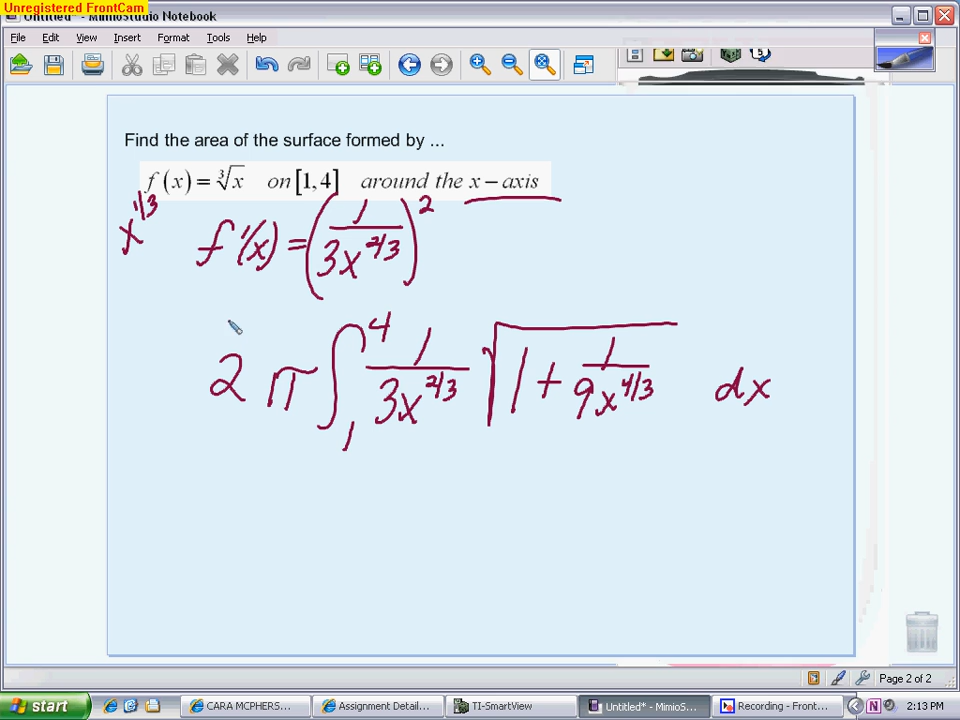 Unregistered FrontCam
Untitled* - MimioStudio Notebook
File Edit View Insert Format Tools Help
Find the area of the surface formed by ...
f(x) = ∛x on [1,4] around the x – axis
x^1/3
f'(x) = (1/3x^2/3)^2
2π∫₁⁴ 1/3x^2/3 √(1 + 1/9x^4/3) dx
Page 2 of 2
start CARA MCPHERS... Assignment Detail... TI-SmartView Untitled* - MimioS... Recording - Front... 2:13 PM